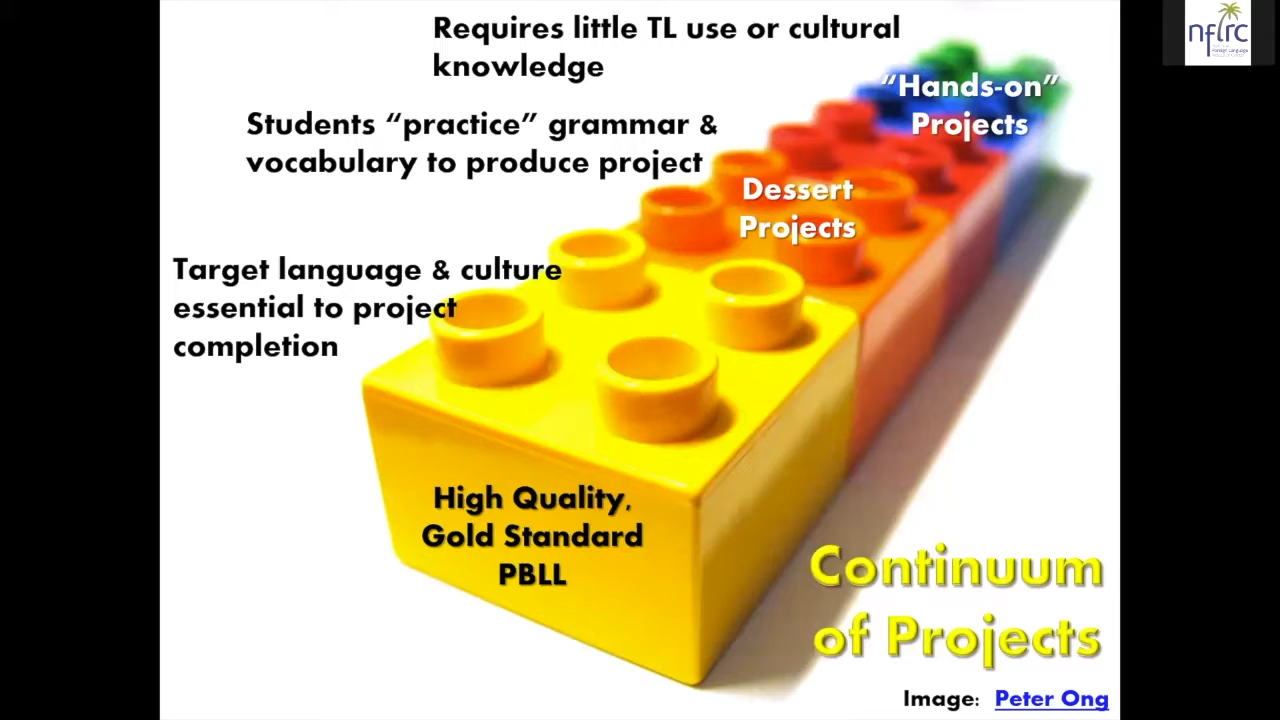 Requires little TL use or cultural
knowledge
"Hands-on"
Projects
Students “practice” grammar &
vocabulary to produce project
Dessert
Projects
Target language & culture
essential to project
completion
High Quality,
Gold Standard
PBLL
Continuum
of Projects
Image: Peter Ong
nflrc
Foreign Language